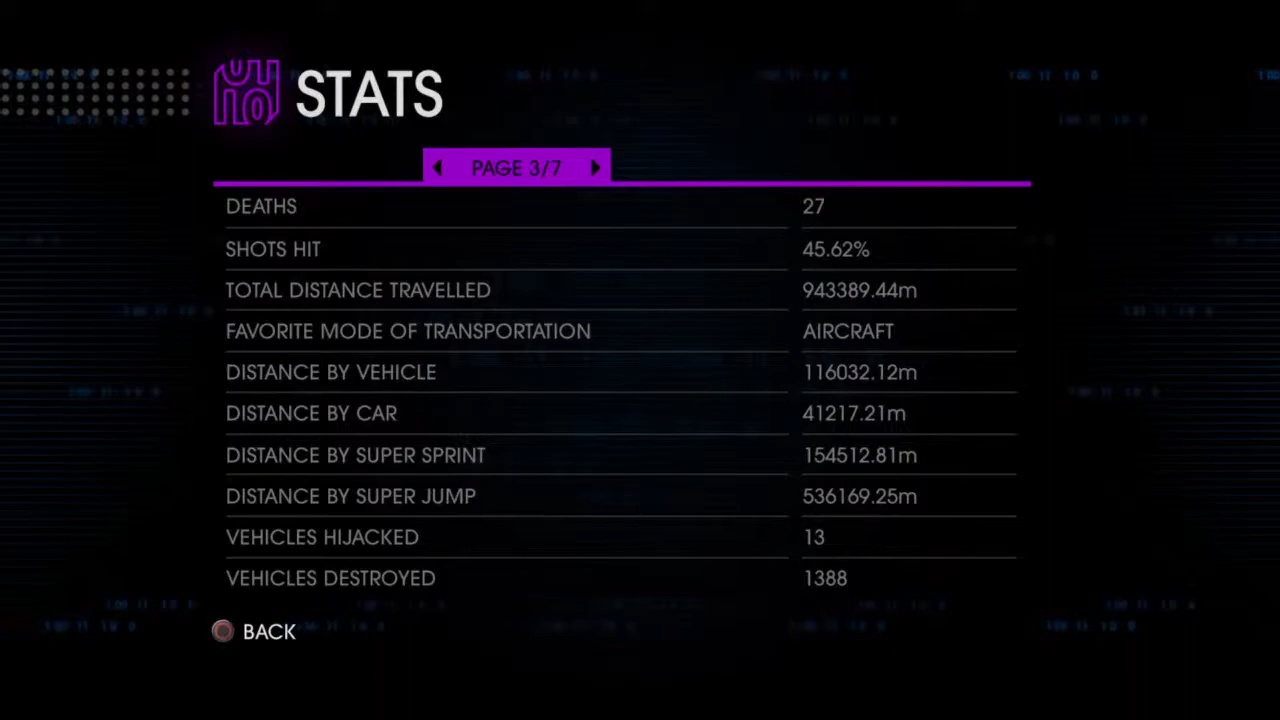 STATS
PAGE 3/7
DEATHS 27
SHOTS HIT 45.62%
TOTAL DISTANCE TRAVELLED 943389.44m
FAVORITE MODE OF TRANSPORTATION AIRCRAFT
DISTANCE BY VEHICLE 116032.12m
DISTANCE BY CAR 41217.21m
DISTANCE BY SUPER SPRINT 154512.81m
DISTANCE BY SUPER JUMP 536169.25m
VEHICLES HIJACKED 13
VEHICLES DESTROYED 1388
BACK